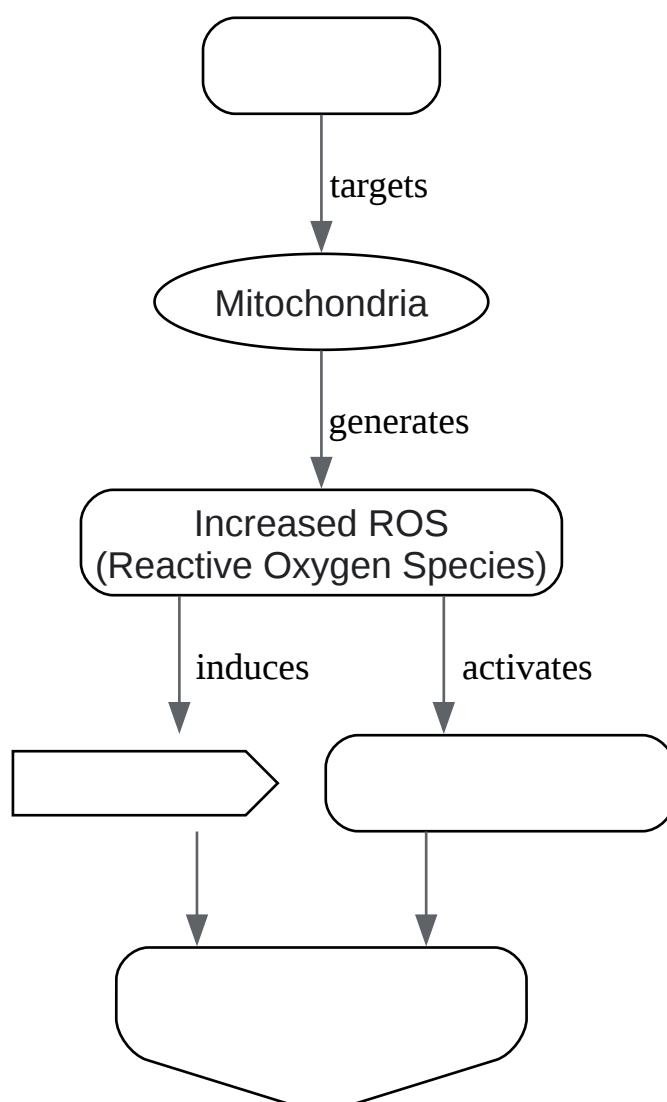 targets
Mitochondria
generates
Increased ROS
(Reactive Oxygen Species)
induces
activates